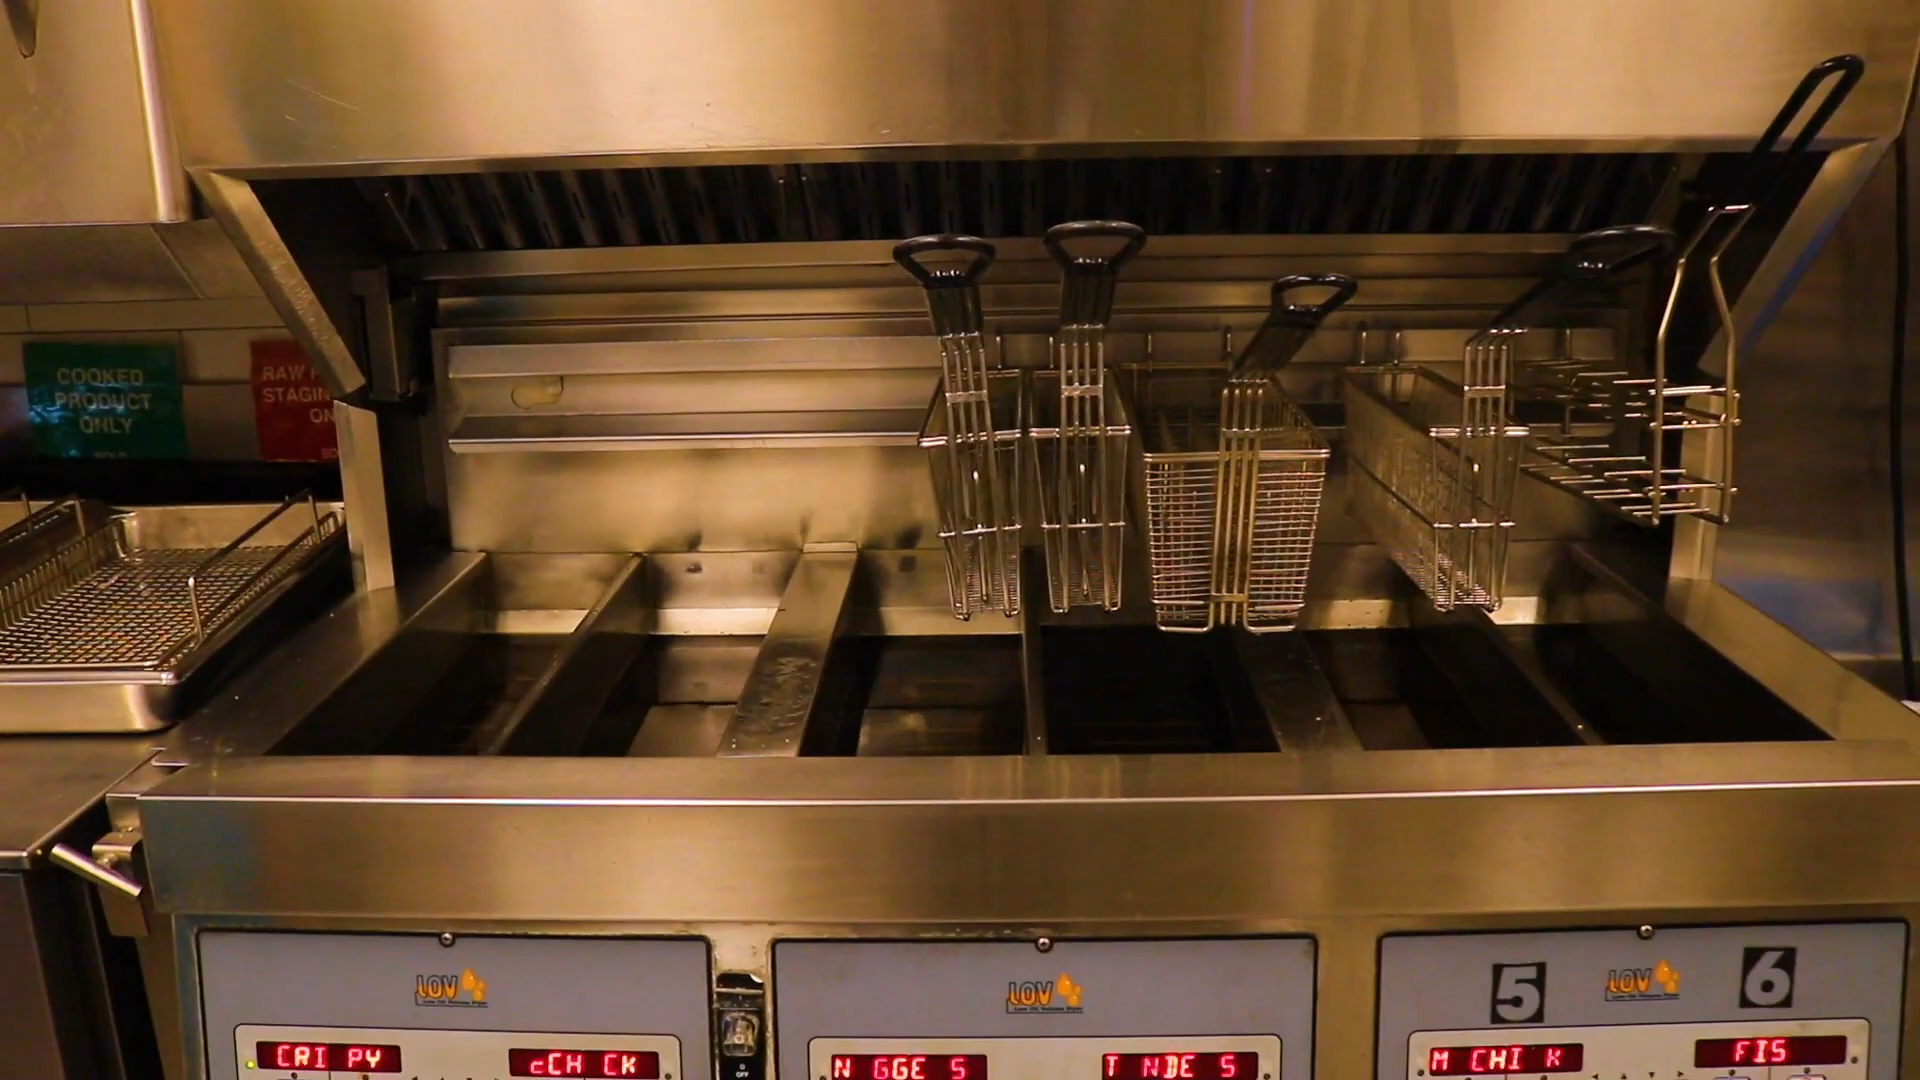 COOKED
PRODUCT
ONLY
RAW
STAGIN
ON
LOV
LOV
5
LOV
6
CRI PY
cCH CK
OFF
N GGE S
T NDE S
M CHI K
FIS